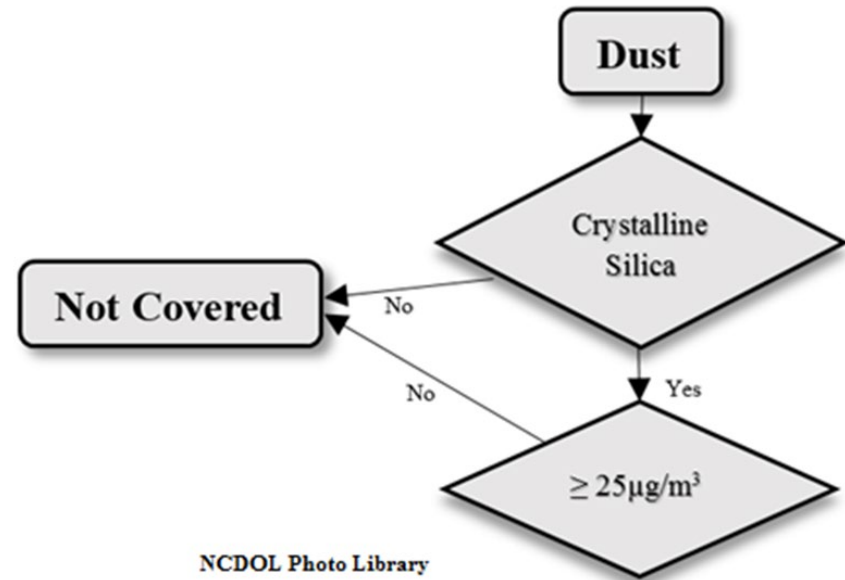 Dust
Crystalline
Silica
Not Covered
No
Yes
No
≥ 25μg/m³
NCDOL Photo Library